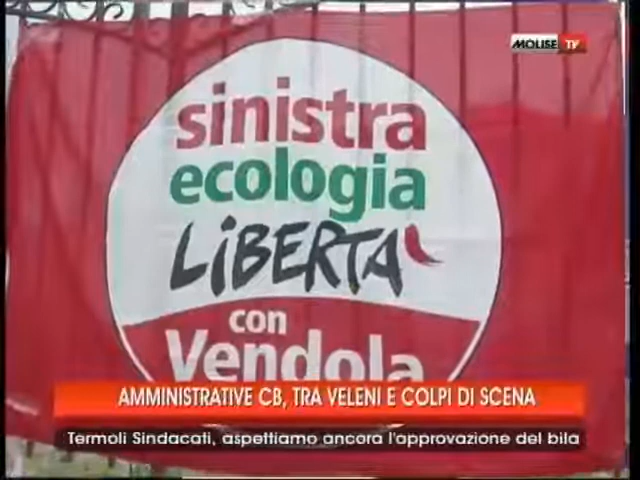 MOLISE TV
sinistra
ecologia
LiBERTA'
con
Vendola
AMMINISTRATIVE CB, TRA VELENI E COLPI DI SCENA
Termoli Sindacati, aspettiamo ancora l'approvazione del bila